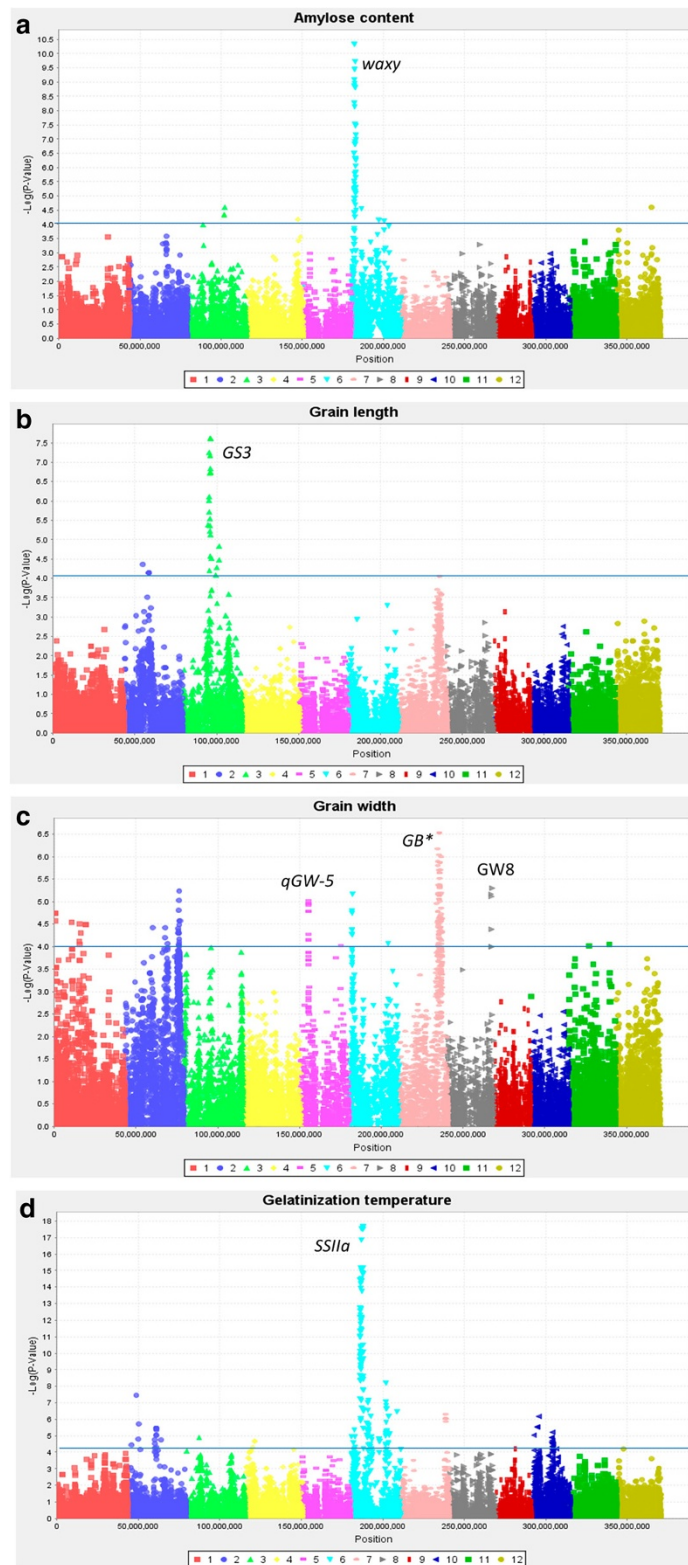 a
Amylose content
-Log(P-Value)
10.5
10.0
9.5
9.0
8.5
8.0
7.5
7.0
6.5
6.0
5.5
5.0
4.5
4.0
3.5
3.0
2.5
2.0
1.5
1.0
0.5
0.0
waxy
0 50,000,000 100,000,000 150,000,000 200,000,000 250,000,000 300,000,000 350,000,000
Position
1 2 3 4 5 6 7 8 9 10 11 12
b
Grain length
-Log(P-Value)
7.5
7.0
6.5
6.0
5.5
5.0
4.5
4.0
3.5
3.0
2.5
2.0
1.5
1.0
0.5
0.0
GS3
0 50,000,000 100,000,000 150,000,000 200,000,000 250,000,000 300,000,000 350,000,000
Position
1 2 3 4 5 6 7 8 9 10 11 12
c
Grain width
-Log(P-Value)
6.5
6.0
5.5
5.0
4.5
4.0
3.5
3.0
2.5
2.0
1.5
1.0
0.5
0.0
qGW-5
GB*
GW8
0 50,000,000 100,000,000 150,000,000 200,000,000 250,000,000 300,000,000 350,000,000
Position
1 2 3 4 5 6 7 8 9 10 11 12
d
Gelatinization temperature
-Log(P-Value)
18
17
16
15
14
13
12
11
10
9
8
7
6
5
4
3
2
1
0
SSIIa
0 50,000,000 100,000,000 150,000,000 200,000,000 250,000,000 300,000,000 350,000,000
Position
1 2 3 4 5 6 7 8 9 10 11 12